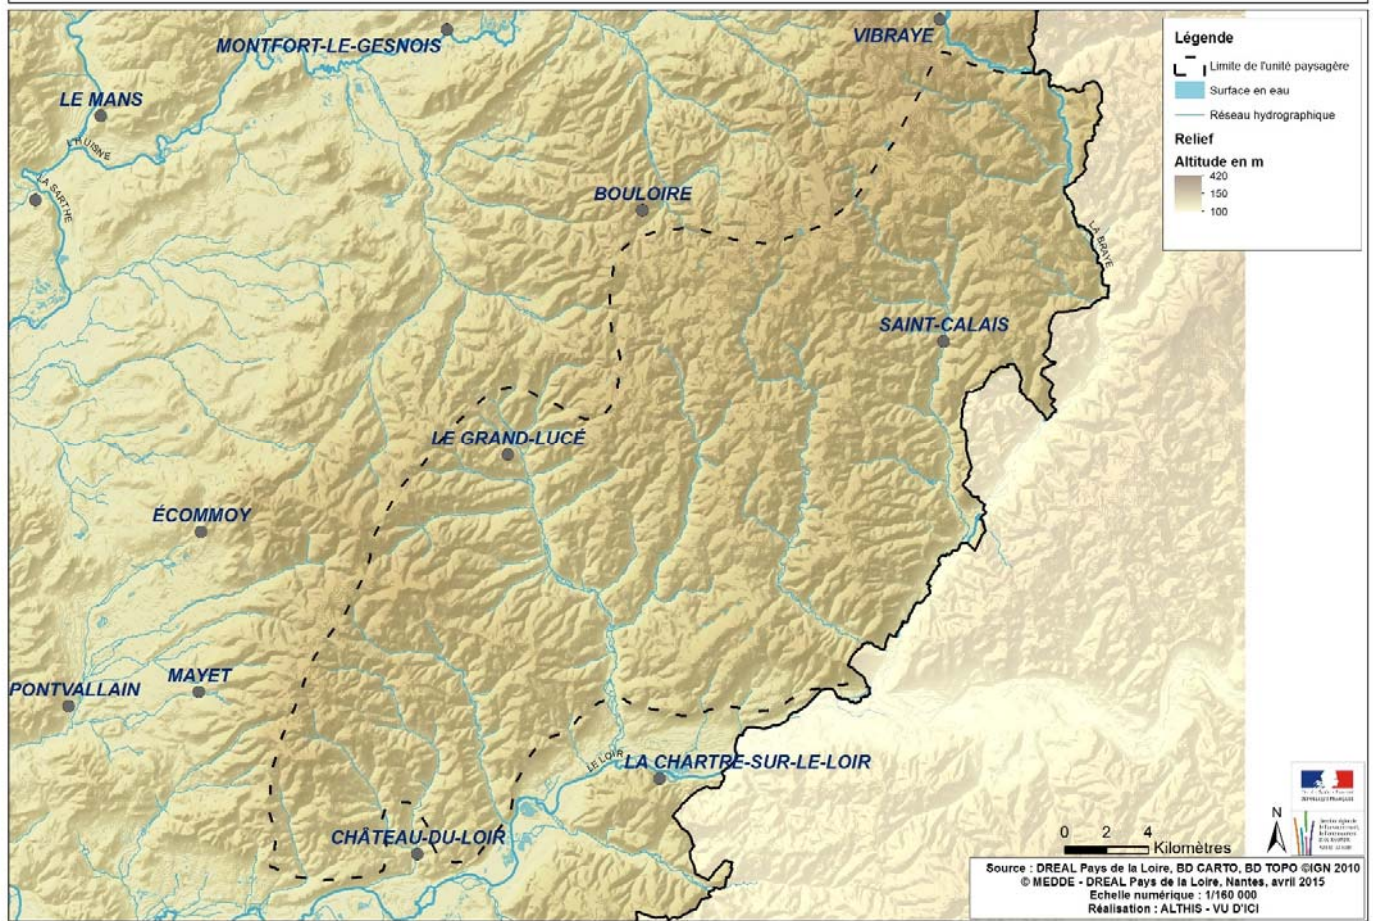 MONTFORT-LE-GESNOIS
VIBRAYE
LE MANS
L'HUISNE
LA SARTHE
BOULOIRE
LA BRAYE
SAINT-CALAIS
LE GRAND-LUCÉ
ÉCOMMOY
MAYET
PONTVALLAIN
LE LOIR
LA CHARTRE-SUR-LE-LOIR
CHÂTEAU-DU-LOIR
Légende
Limite de l'unité paysagère
Surface en eau
Réseau hydrographique
Relief
Altitude en m
420
150
100
N
0 2 4
Kilomètres
Source : DREAL Pays de la Loire, BD CARTO, BD TOPO ©IGN 2010
© MEDDE - DREAL Pays de la Loire, Nantes, avril 2015
Echelle numérique : 1/160 000
Réalisation : ALTHIS - VU D'ICI